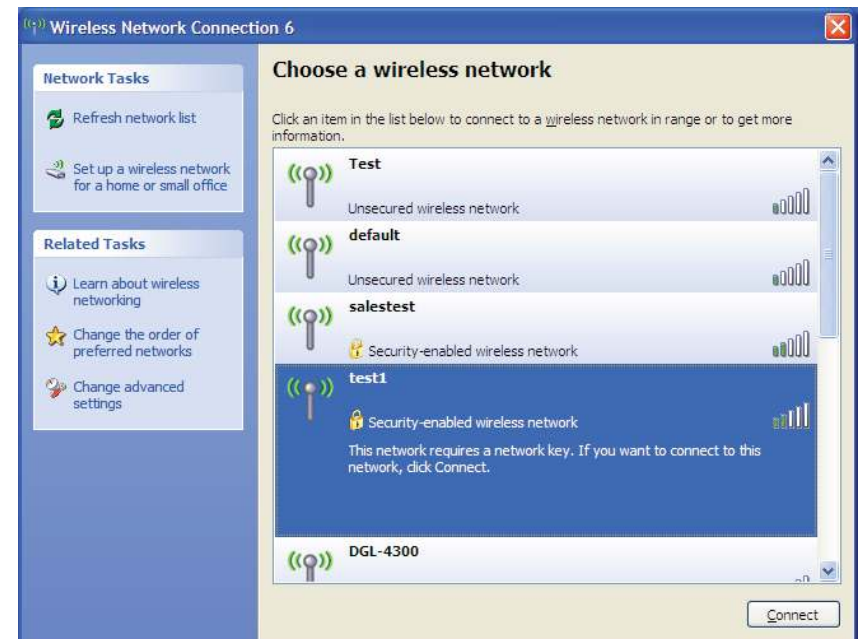 Wireless Network Connection 6
Network Tasks
Refresh network list
Set up a wireless network
for a home or small office
Related Tasks
Learn about wireless
networking
Change the order of
preferred networks
Change advanced
settings
Choose a wireless network
Click an item in the list below to connect to a wireless network in range or to get more
information.
Test
Unsecured wireless network
default
Unsecured wireless network
salestest
Security-enabled wireless network
test1
Security-enabled wireless network
This network requires a network key. If you want to connect to this
network, click Connect.
DGL-4300
Connect